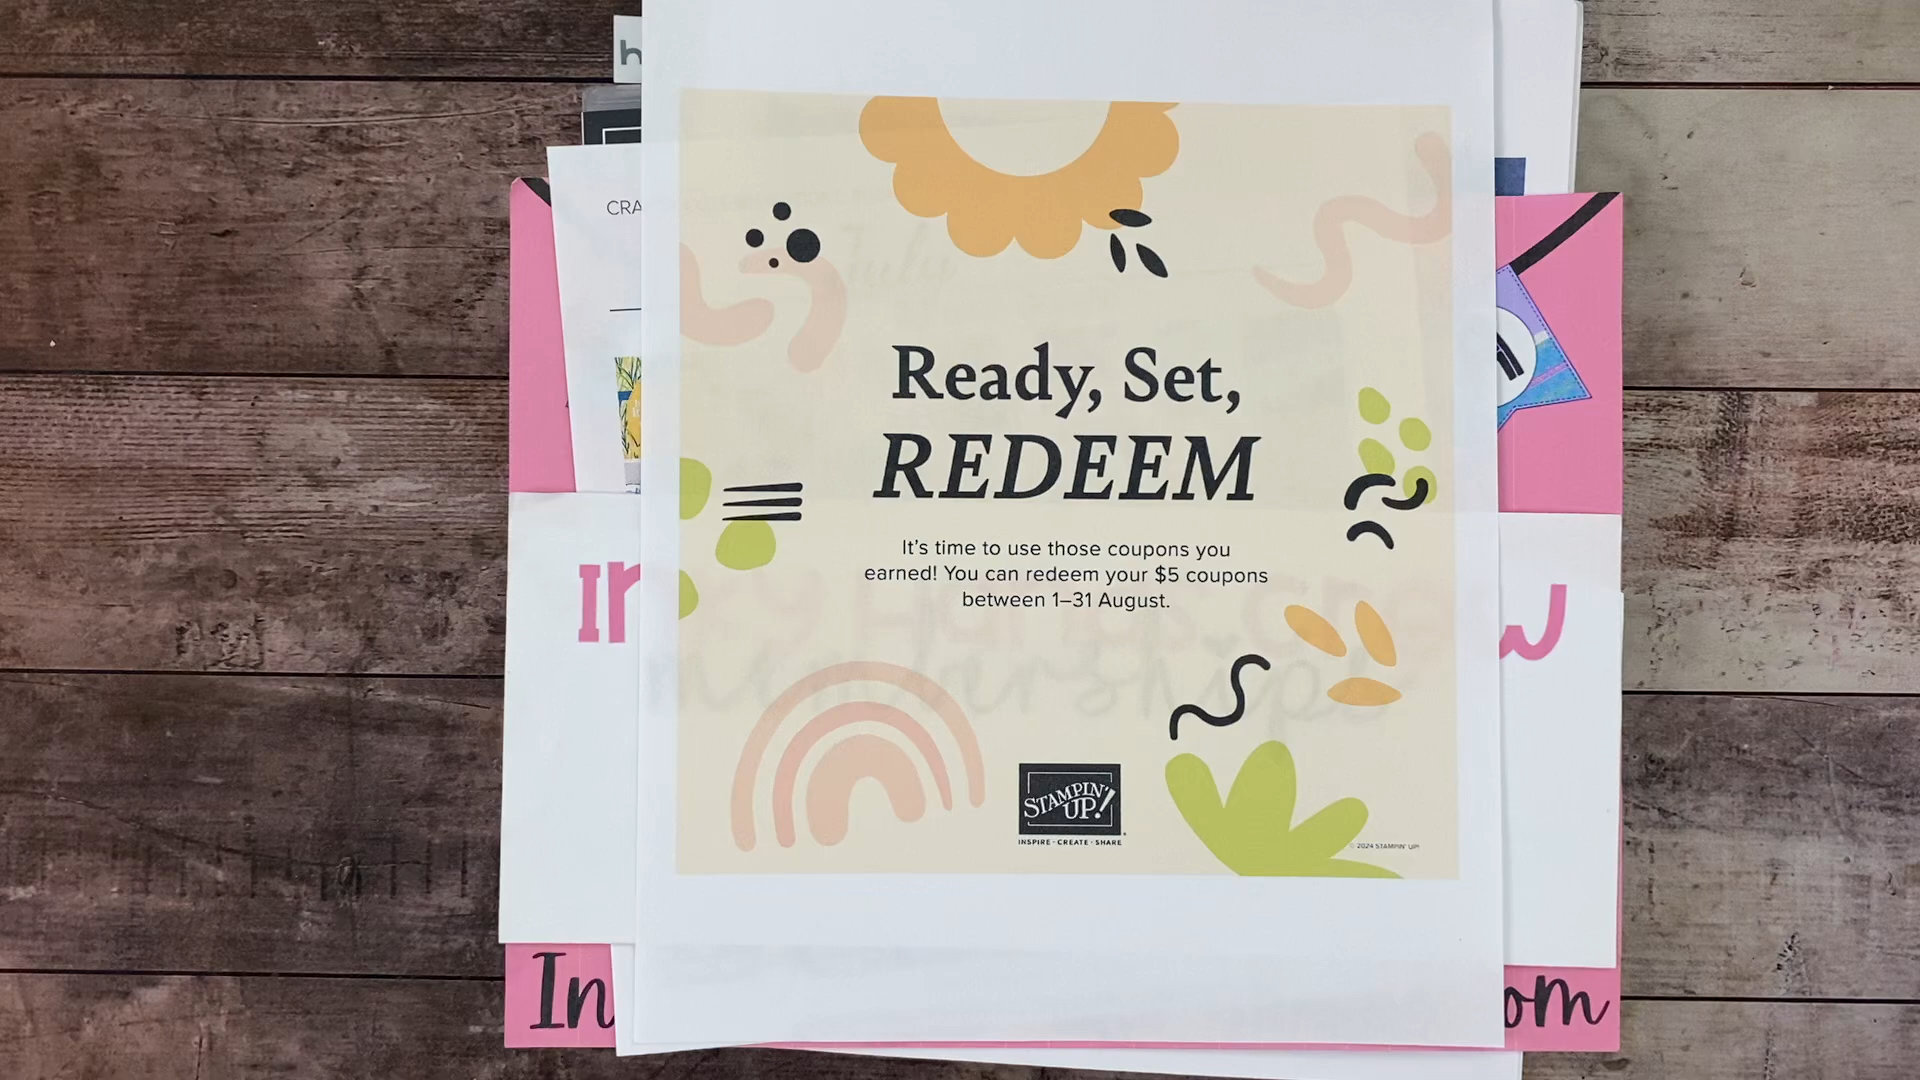 CRA
Ready, Set,
REDEEM
It's time to use those coupons you
earned! You can redeem your $5 coupons
between 1–31 August.
STAMPIN' UP!
INSPIRE · CREATE · SHARE
© 2024 STAMPIN' UP!
memberships
In
om